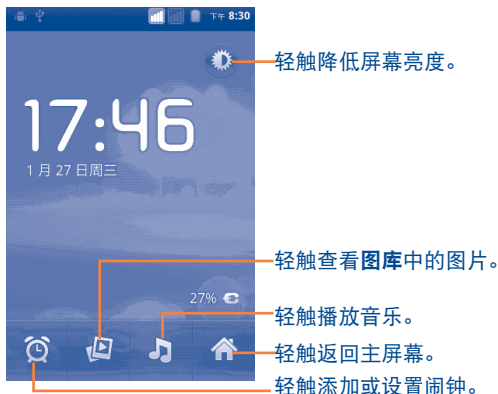 下午 8:30
轻触降低屏幕亮度。
17:46
1 月 27 日周三
轻触查看图库中的图片。
27%
轻触播放音乐。
轻触返回主屏幕。
轻触添加或设置闹钟。